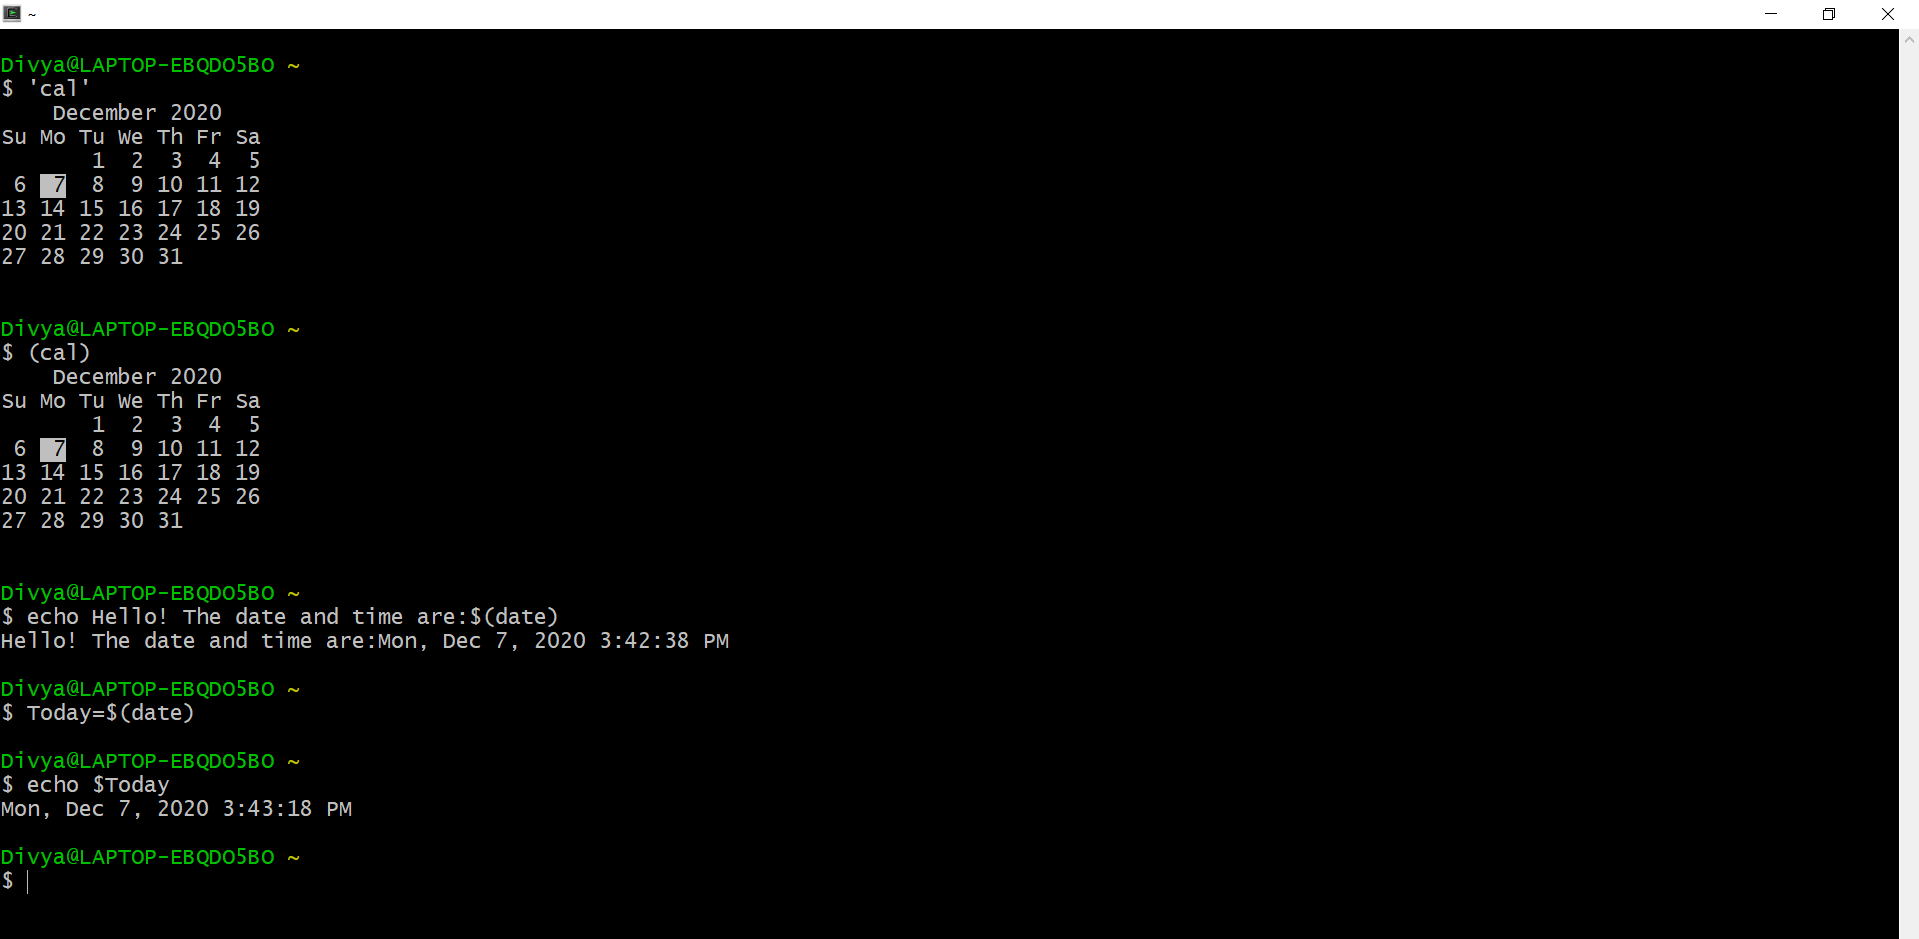 ~
Divya@LAPTOP-EBQDO5BO ~
$ 'cal'
    December 2020
Su Mo Tu We Th Fr Sa
       1  2  3  4  5
 6  7  8  9 10 11 12
13 14 15 16 17 18 19
20 21 22 23 24 25 26
27 28 29 30 31
Divya@LAPTOP-EBQDO5BO ~
$ (cal)
    December 2020
Su Mo Tu We Th Fr Sa
       1  2  3  4  5
 6  7  8  9 10 11 12
13 14 15 16 17 18 19
20 21 22 23 24 25 26
27 28 29 30 31
Divya@LAPTOP-EBQDO5BO ~
$ echo Hello! The date and time are:$(date)
Hello! The date and time are:Mon, Dec 7, 2020 3:42:38 PM
Divya@LAPTOP-EBQDO5BO ~
$ Today=$(date)
Divya@LAPTOP-EBQDO5BO ~
$ echo $Today
Mon, Dec 7, 2020 3:43:18 PM
Divya@LAPTOP-EBQDO5BO ~
$